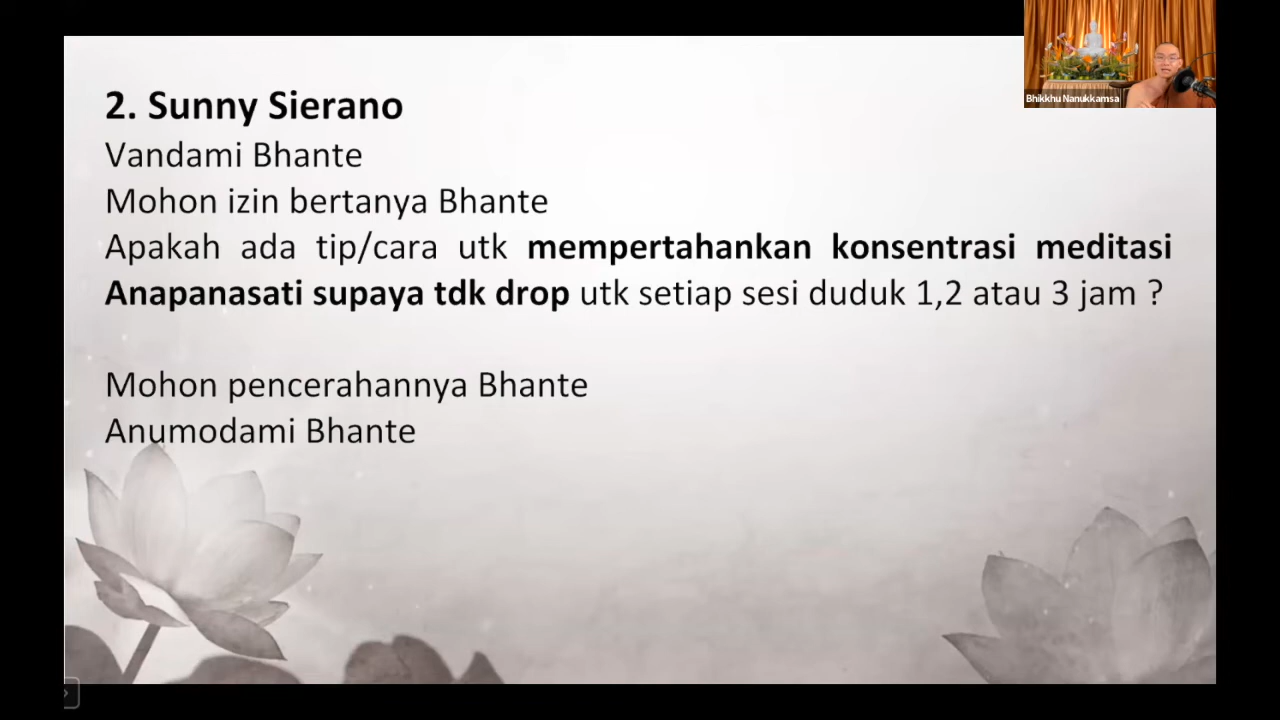 Bhikkhu Nanukkamsa
2. Sunny Sierano
Vandami Bhante
Mohon izin bertanya Bhante
Apakah ada tip/cara utk mempertahankan konsentrasi meditasi
Anapanasati supaya tdk drop utk setiap sesi duduk 1,2 atau 3 jam ?
Mohon pencerahannya Bhante
Anumodami Bhante